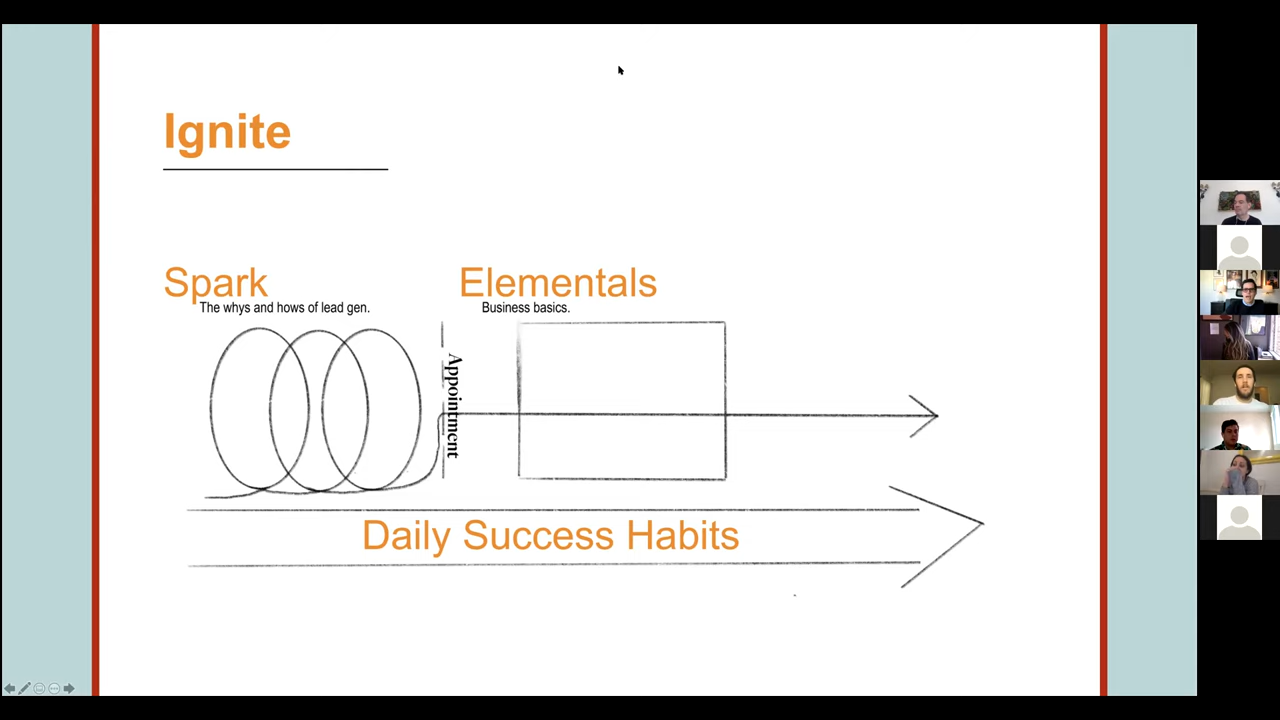 Ignite
Spark
The whys and hows of lead gen.
Elementals
Business basics.
Appointment
Daily Success Habits